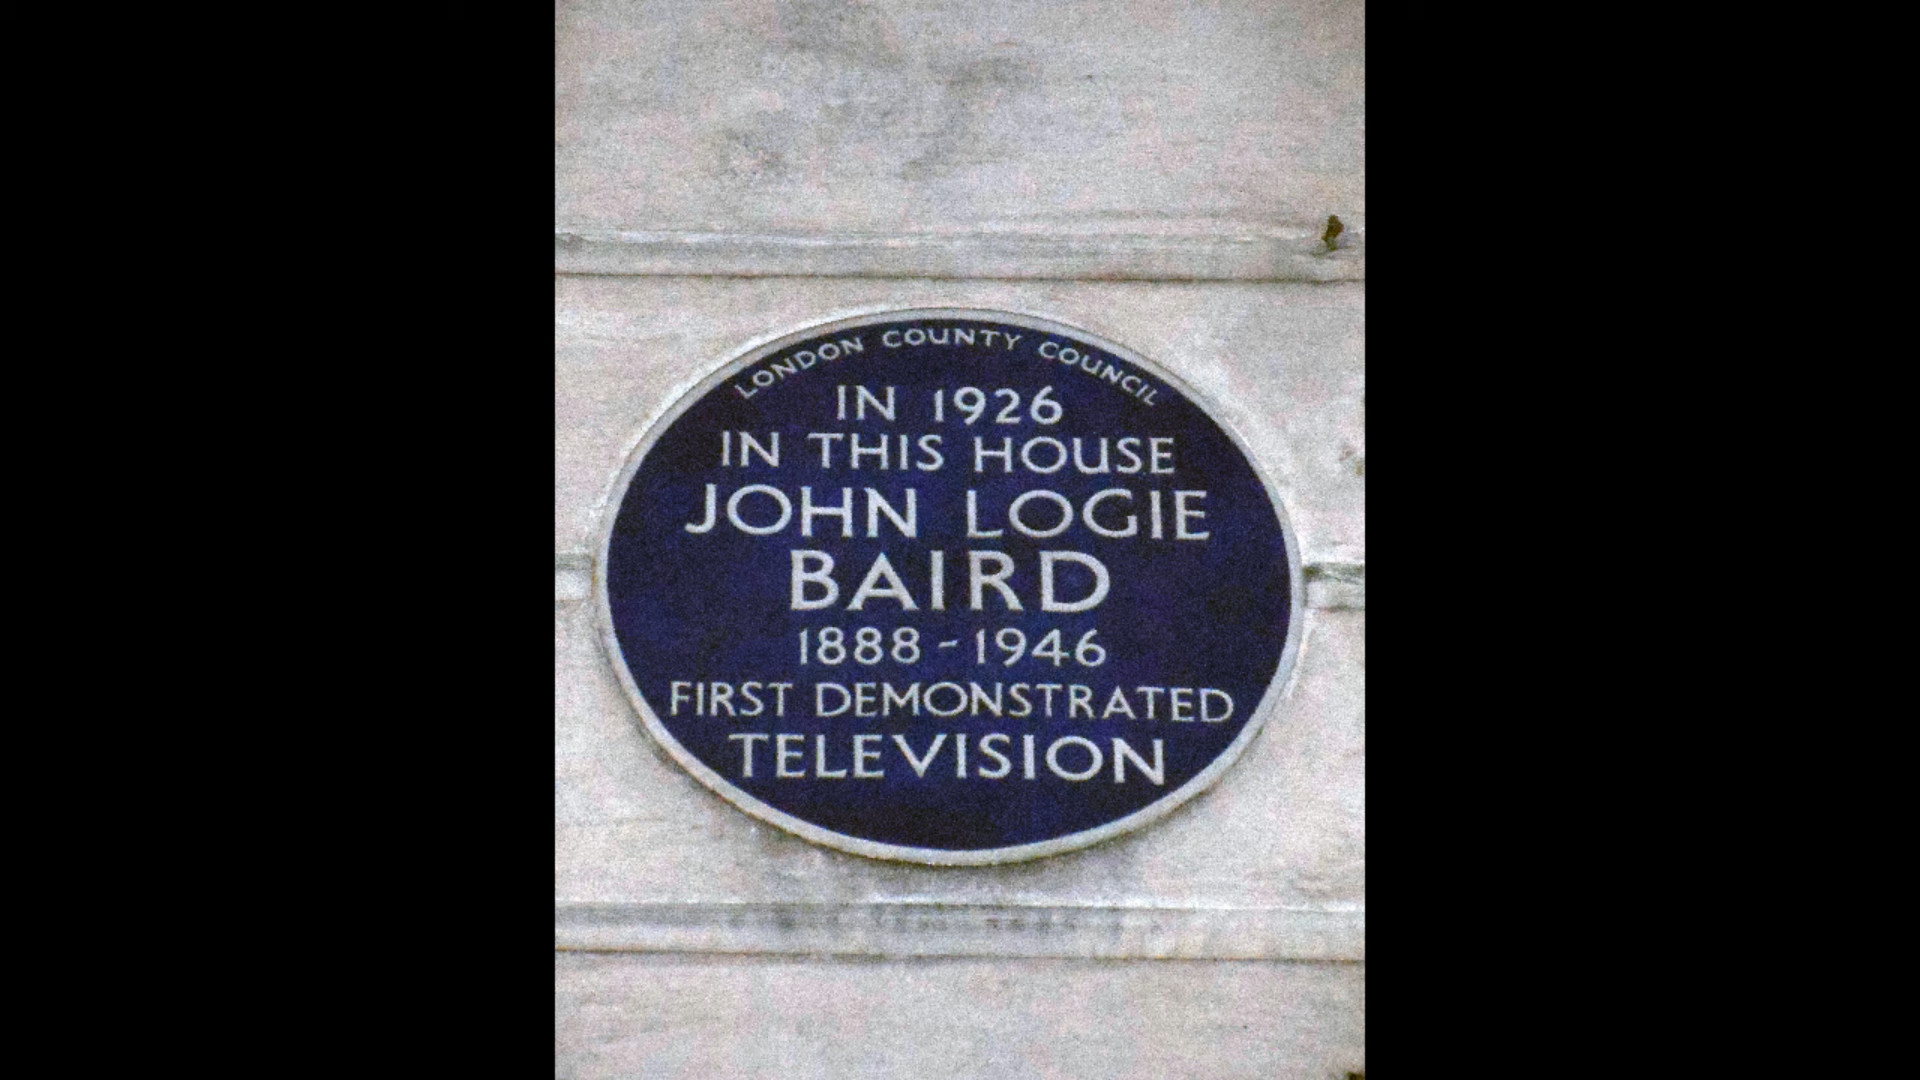 LONDON COUNTY COUNCIL
IN 1926
IN THIS HOUSE
JOHN LOGIE
BAIRD
1888-1946
FIRST DEMONSTRATED
TELEVISION